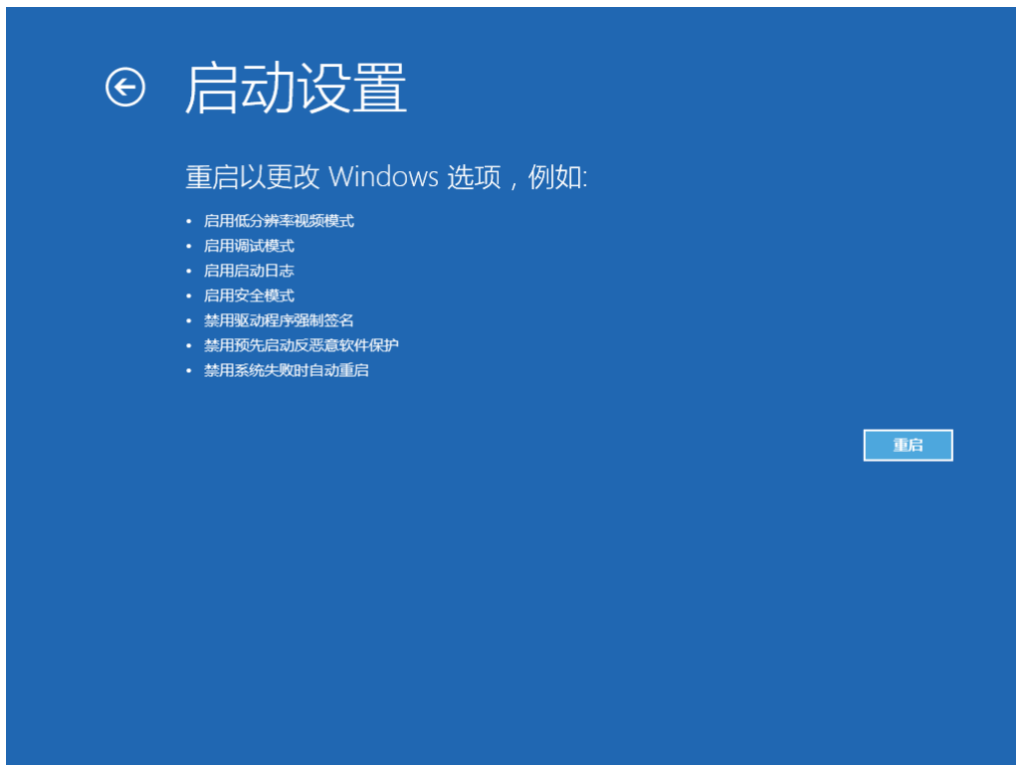 启动设置
重启以更改 Windows 选项，例如:
• 启用低分辨率视频模式
• 启用调试模式
• 启用启动日志
• 启用安全模式
• 禁用驱动程序强制签名
• 禁用预先启动反恶意软件保护
• 禁用系统失败时自动重启
重启